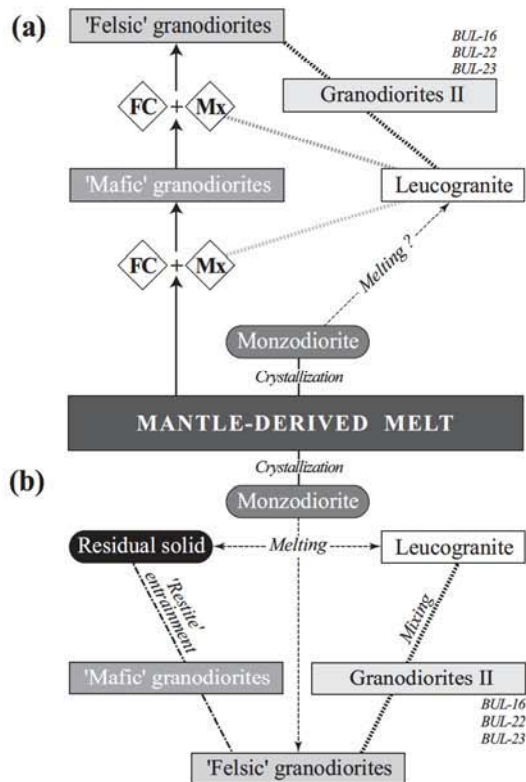 (a)
'Felsic' granodiorites
BUL-16
BUL-22
BUL-23
Granodiorites II
FC + Mx
'Mafic' granodiorites
Leucogranite
FC + Mx
Melting ?
Monzodiorite
Crystallization
MANTLE-DERIVED MELT
Crystallization
(b)
Monzodiorite
Residual solid
Melting
Leucogranite
'Restite'
entrainment
Mixing
'Mafic' granodiorites
Granodiorites II
BUL-16
BUL-22
BUL-23
'Felsic' granodiorites